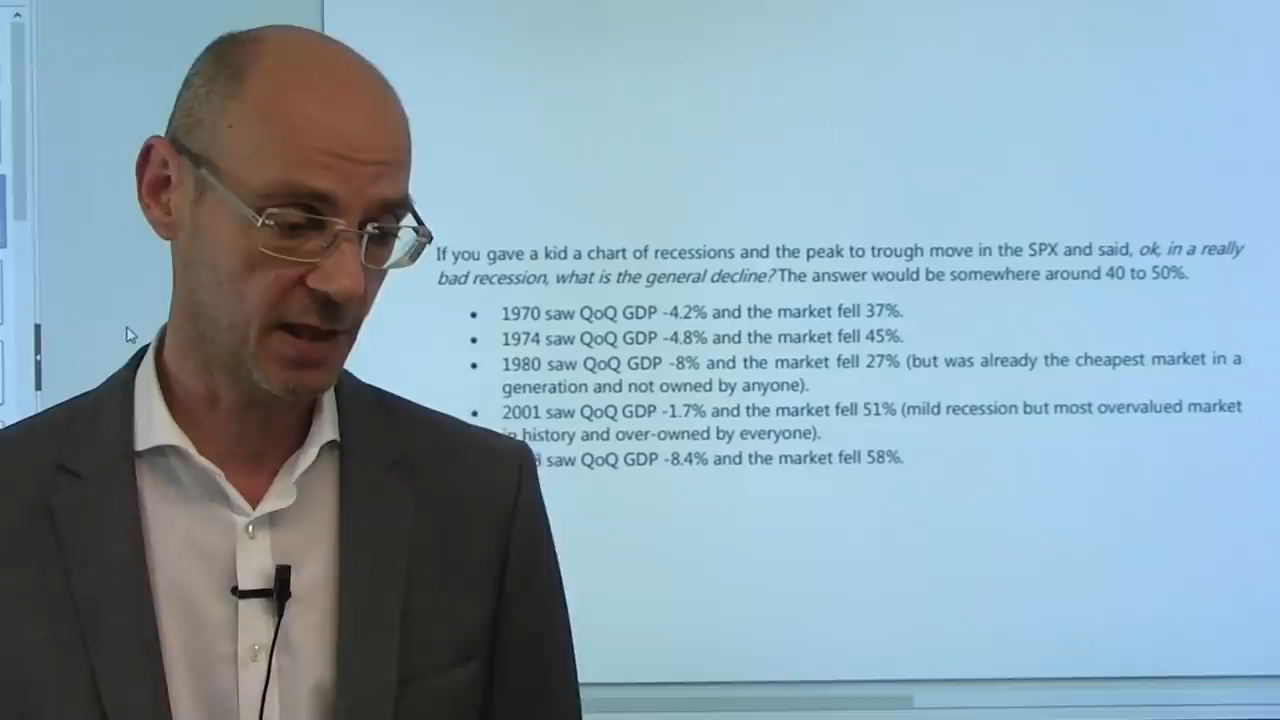 If you gave a kid a chart of recessions and the peak to trough move in the SPX and said, ok, in a really
bad recession, what is the general decline? The answer would be somewhere around 40 to 50%.
• 1970 saw QoQ GDP -4.2% and the market fell 37%.
• 1974 saw QoQ GDP -4.8% and the market fell 45%.
• 1980 saw QoQ GDP -8% and the market fell 27% (but was already the cheapest market in a
generation and not owned by anyone).
• 2001 saw QoQ GDP -1.7% and the market fell 51% (mild recession but most overvalued market
history and over-owned by everyone).
saw QoQ GDP -8.4% and the market fell 58%.